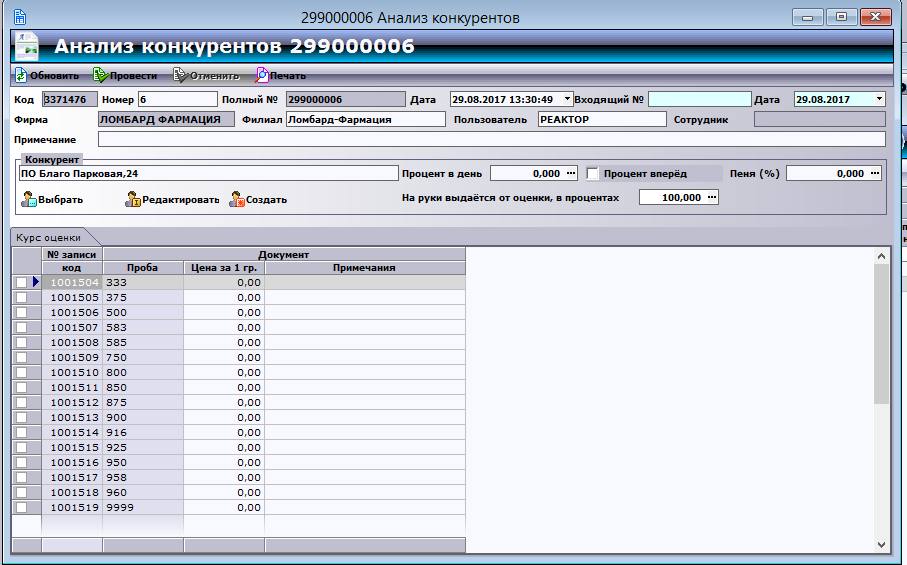 299000006 Анализ конкурентов
Анализ конкурентов 299000006
Обновить Провести Отменить Печать
Код 3371476 Номер 6 Полный № 299000006 Дата 29.08.2017 13:30:49 Входящий № Дата 29.08.2017
Фирма ЛОМБАРД ФАРМАЦИЯ Филиал Ломбард-Фармация Пользователь РЕАКТОР Сотрудник
Примечание
Конкурент
ПО Благо Парковая,24 Процент в день 0,000 Процент вперёд Пеня (%) 0,000
Выбрать Редактировать Создать На руки выдаётся от оценки, в процентах 100,000
Курс оценки
№ записи Документ
код Проба Цена за 1 гр. Примечания
1001504 333 0,00
1001505 375 0,00
1001506 500 0,00
1001507 583 0,00
1001508 585 0,00
1001509 750 0,00
1001510 800 0,00
1001511 850 0,00
1001512 875 0,00
1001513 900 0,00
1001514 916 0,00
1001515 925 0,00
1001516 950 0,00
1001517 958 0,00
1001518 960 0,00
1001519 9999 0,00